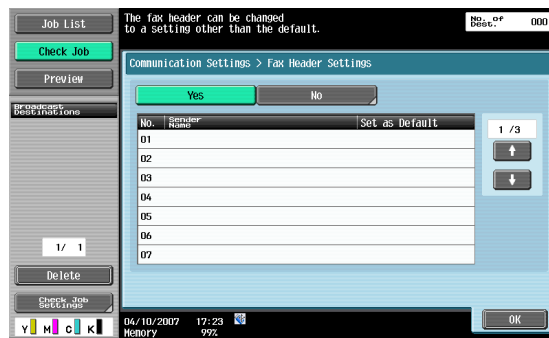 Job List
The fax header can be changed
to a setting other than the default.
No. of
Dest.
000
Check Job
Communication Settings > Fax Header Settings
Preview
Yes
No
Broadcast
Destinations
No.
Sender
Name
Set as Default
1 /3
01
02
03
04
05
06
07
1/ 1
Delete
Check Job
Settings
Y M C K
04/10/2007 17:23
Memory 99%
OK